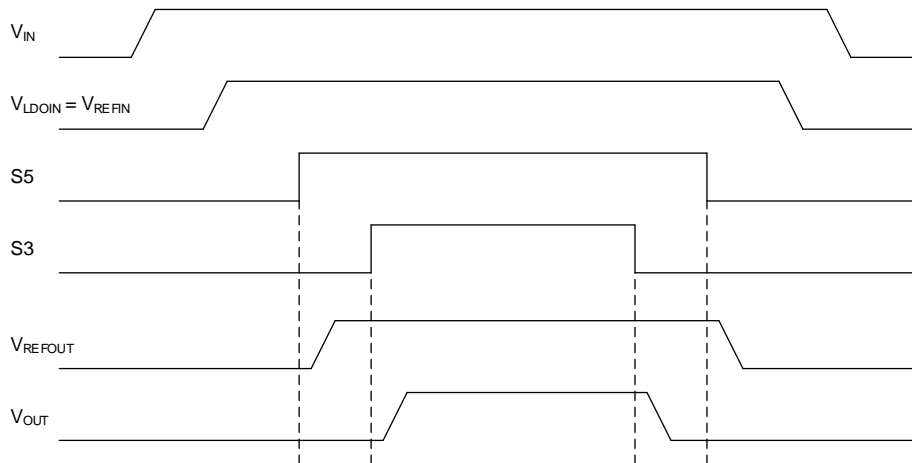 VIN
VLDOIN = VREFIN
S5
S3
VREFOUT
VOUT